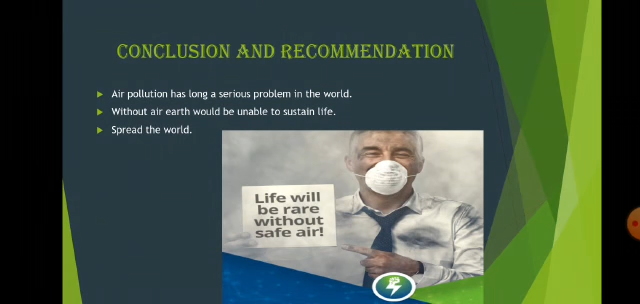 CONCLUSION AND RECOMMENDATION
Air pollution has long a serious problem in the world.
Without air earth would be unable to sustain life.
Spread the world.
Life will
be rare
without
safe air!